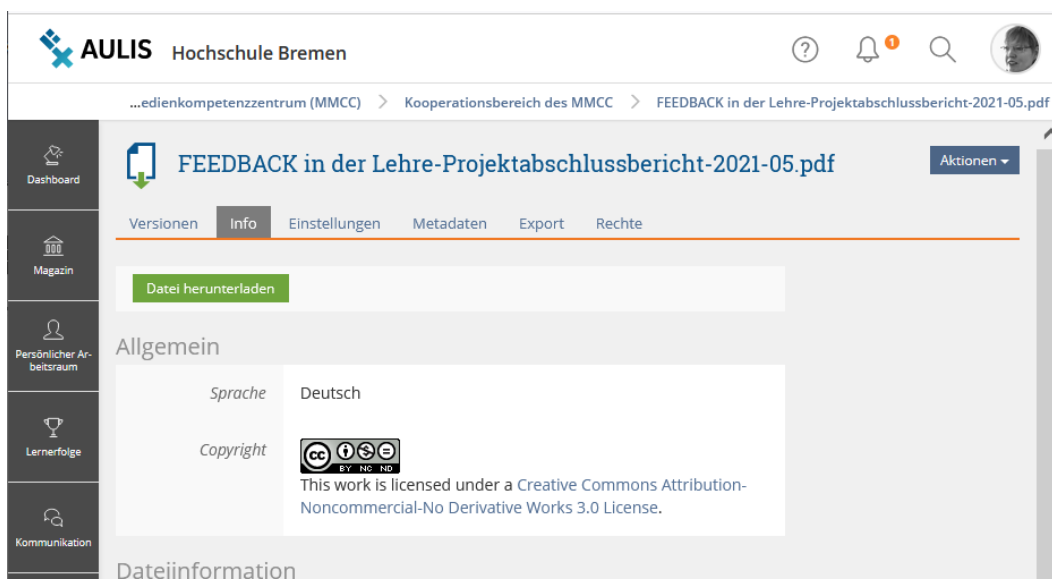 AULIS Hochschule Bremen
1
...edienkompetenzzentrum (MMCC) > Kooperationsbereich des MMCC > FEEDBACK in der Lehre-Projektabschlussbericht-2021-05.pdf
Dashboard
Magazin
Persönlicher Ar-
beitsraum
Lernerfolge
Kommunikation
FEEDBACK in der Lehre-Projektabschlussbericht-2021-05.pdf
Aktionen
Versionen Info Einstellungen Metadaten Export Rechte
Datei herunterladen
Allgemein
Sprache Deutsch
Copyright
cc
BY NC ND
This work is licensed under a Creative Commons Attribution-
Noncommercial-No Derivative Works 3.0 License.
Dateiinformation